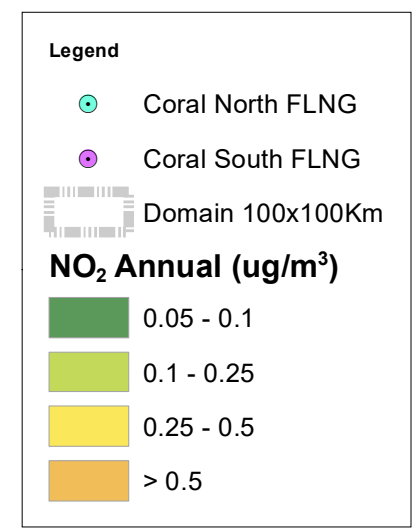 Legend
Coral North FLNG
Coral South FLNG
Domain 100x100Km
NO₂ Annual (ug/m³)
0.05 - 0.1
0.1 - 0.25
0.25 - 0.5
> 0.5